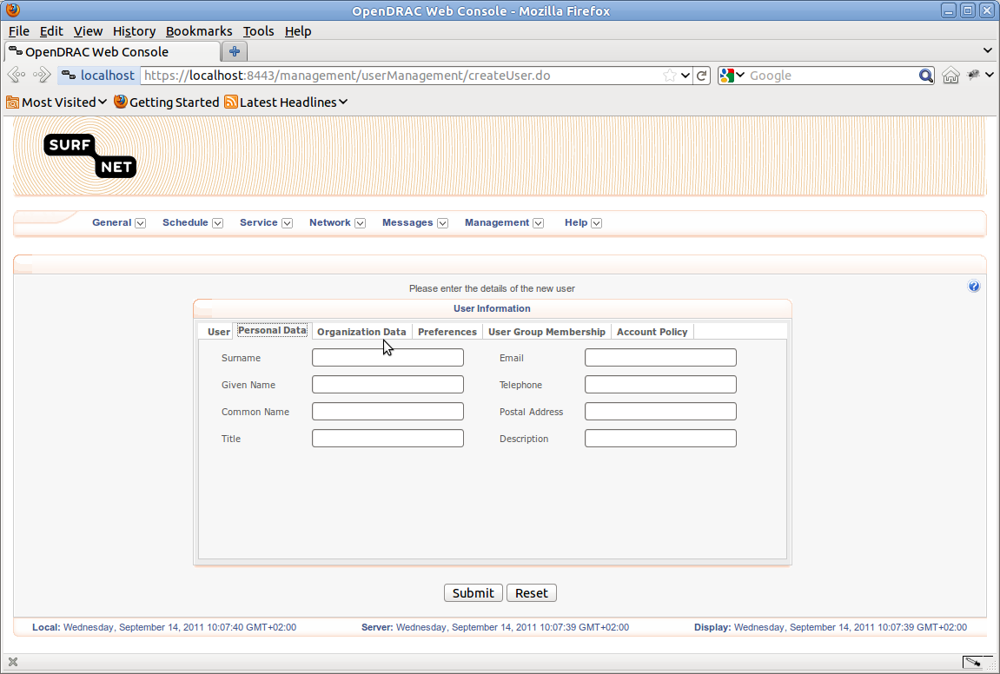 OpenDRAC Web Console - Mozilla Firefox
File Edit View History Bookmarks Tools Help
OpenDRAC Web Console
localhost https://localhost:8443/management/userManagement/createUser.do Google
Most Visited Getting Started Latest Headlines
SURF
NET
General Schedule Service Network Messages Management Help
Please enter the details of the new user
User Information
User Personal Data Organization Data Preferences User Group Membership Account Policy
Surname Email
Given Name Telephone
Common Name Postal Address
Title Description
Submit Reset
Local: Wednesday, September 14, 2011 10:07:40 GMT+02:00 Server: Wednesday, September 14, 2011 10:07:39 GMT+02:00 Display: Wednesday, September 14, 2011 10:07:39 GMT+02:00